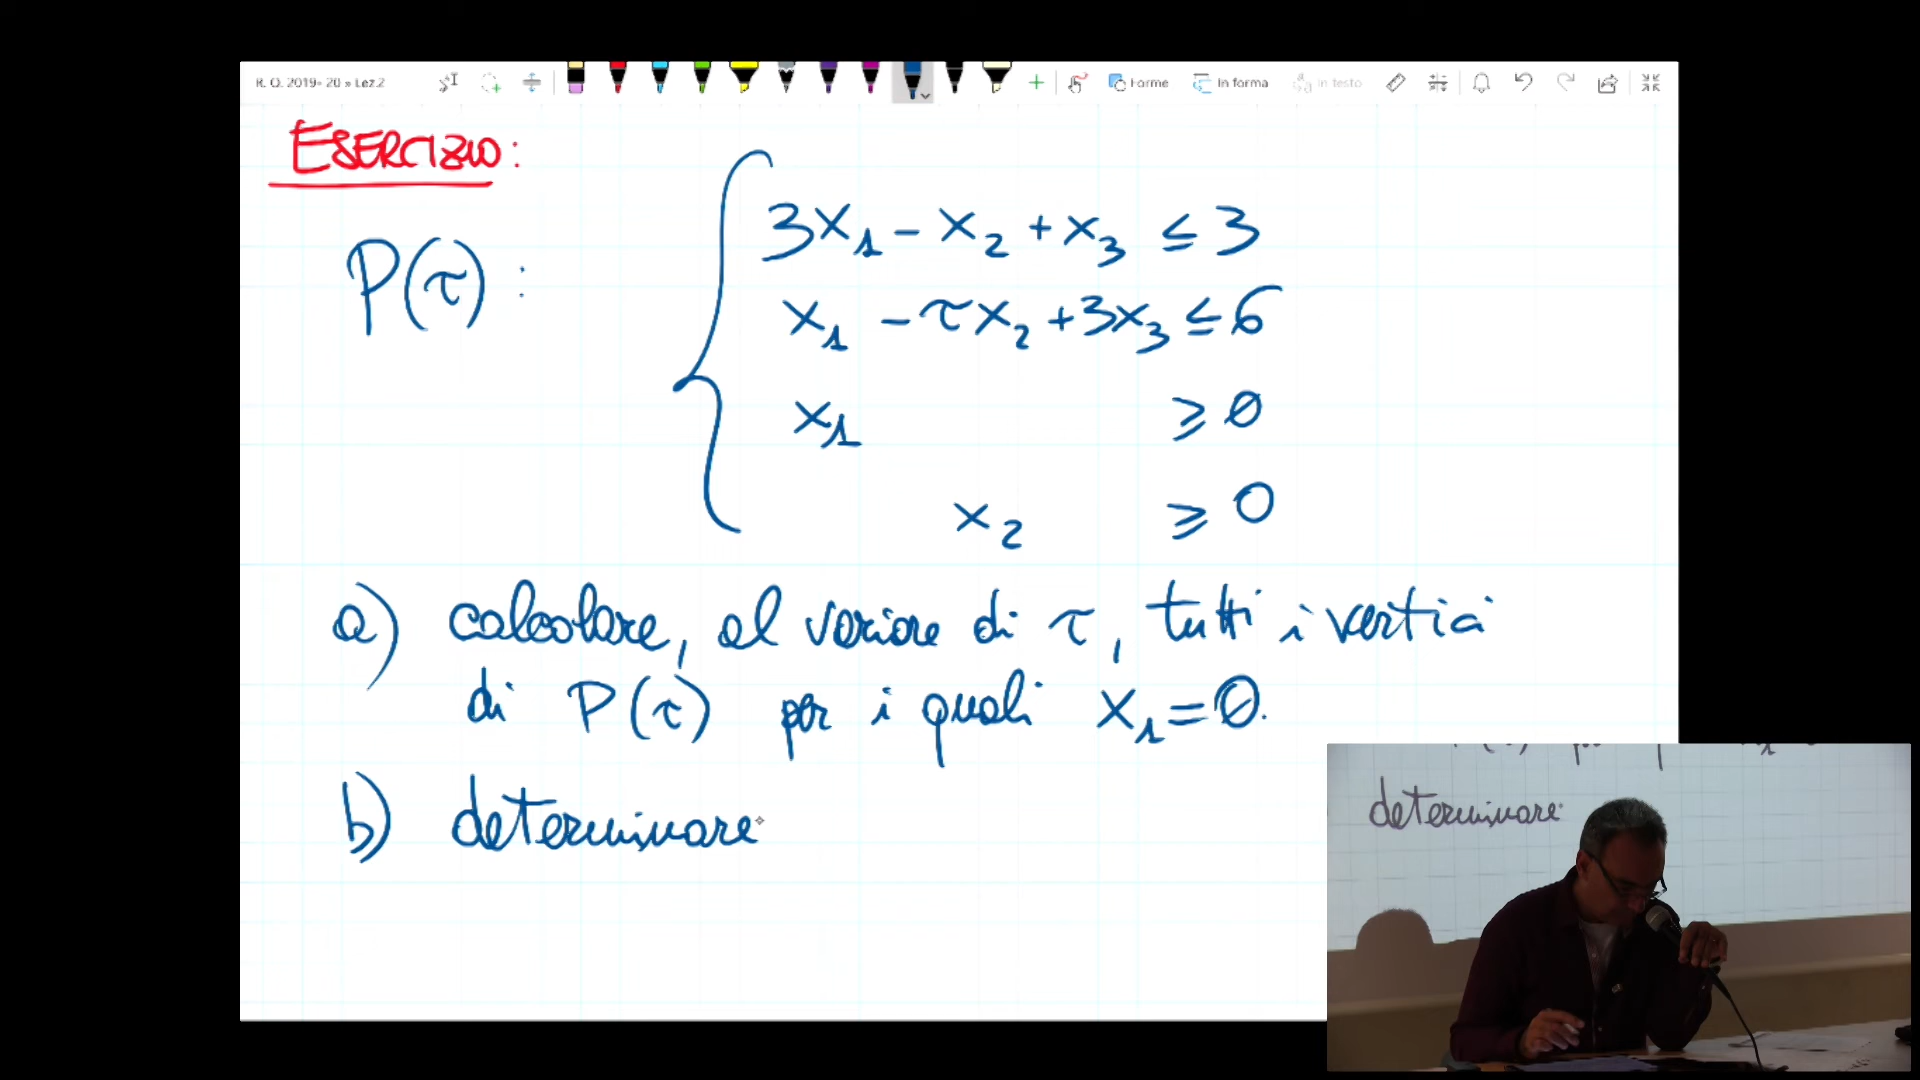 R. O. 2019-20 » Lez.2
Forme
In forma
In testo
ESERCIZIO:
P(τ):
3x₁ - x₂ + x₃ ≤ 3
x₁ - τx₂ + 3x₃ ≤ 6
x₁ ≥ 0
x₂ ≥ 0
a) calcolare, al variare di τ, tutti i vertici
di P(τ) per i quali x₁ = 0.
b) determinare
determinare